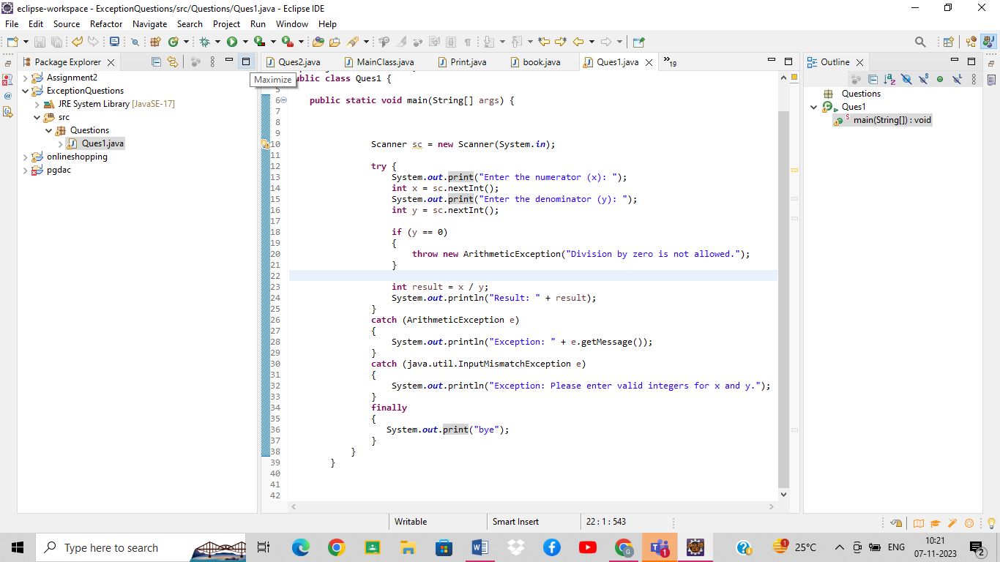 eclipse-workspace - ExceptionQuestions/src/Questions/Ques1.java - Eclipse IDE
File Edit Source Refactor Navigate Search Project Run Window Help
Package Explorer
Ques2.java MainClass.java Print.java book.java Ques1.java »19
Outline
Maximize
Assignment2
ExceptionQuestions
JRE System Library [JavaSE-17]
src
Questions
Ques1.java
onlineshopping
pgdac
public class Ques1 {
5
6 public static void main(String[] args) {
7
8
9
10 Scanner sc = new Scanner(System.in);
11
12 try {
13 System.out.print("Enter the numerator (x): ");
14 int x = sc.nextInt();
15 System.out.print("Enter the denominator (y): ");
16 int y = sc.nextInt();
17
18 if (y == 0)
19 {
20 throw new ArithmeticException("Division by zero is not allowed.");
21 }
22
23 int result = x / y;
24 System.out.println("Result: " + result);
25 }
26 catch (ArithmeticException e)
27 {
28 System.out.println("Exception: " + e.getMessage());
29 }
30 catch (java.util.InputMismatchException e)
31 {
32 System.out.println("Exception: Please enter valid integers for x and y.");
33 }
34 finally
35 {
36 System.out.print("bye");
37 }
38 }
39 }
40
41
42
Questions
Ques1
main(String[]) : void
Writable Smart Insert 22 : 1 : 543
Type here to search
25°C ENG
10:21
07-11-2023
2